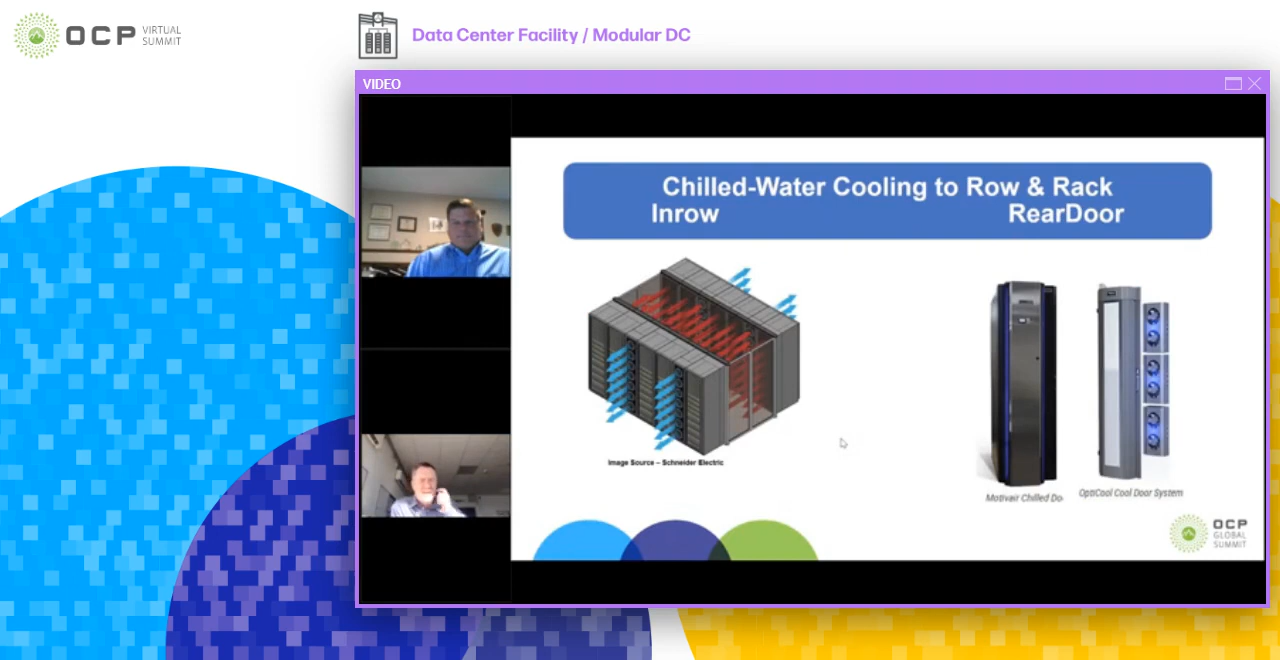 OCP
VIRTUAL
SUMMIT
Data Center Facility / Modular DC
VIDEO
Chilled-Water Cooling to Row & Rack
Inrow RearDoor
Image Source – Schneider Electric
Motivair Chilled Do
OptiCool Cool Door System
OCP
GLOBAL
SUMMIT